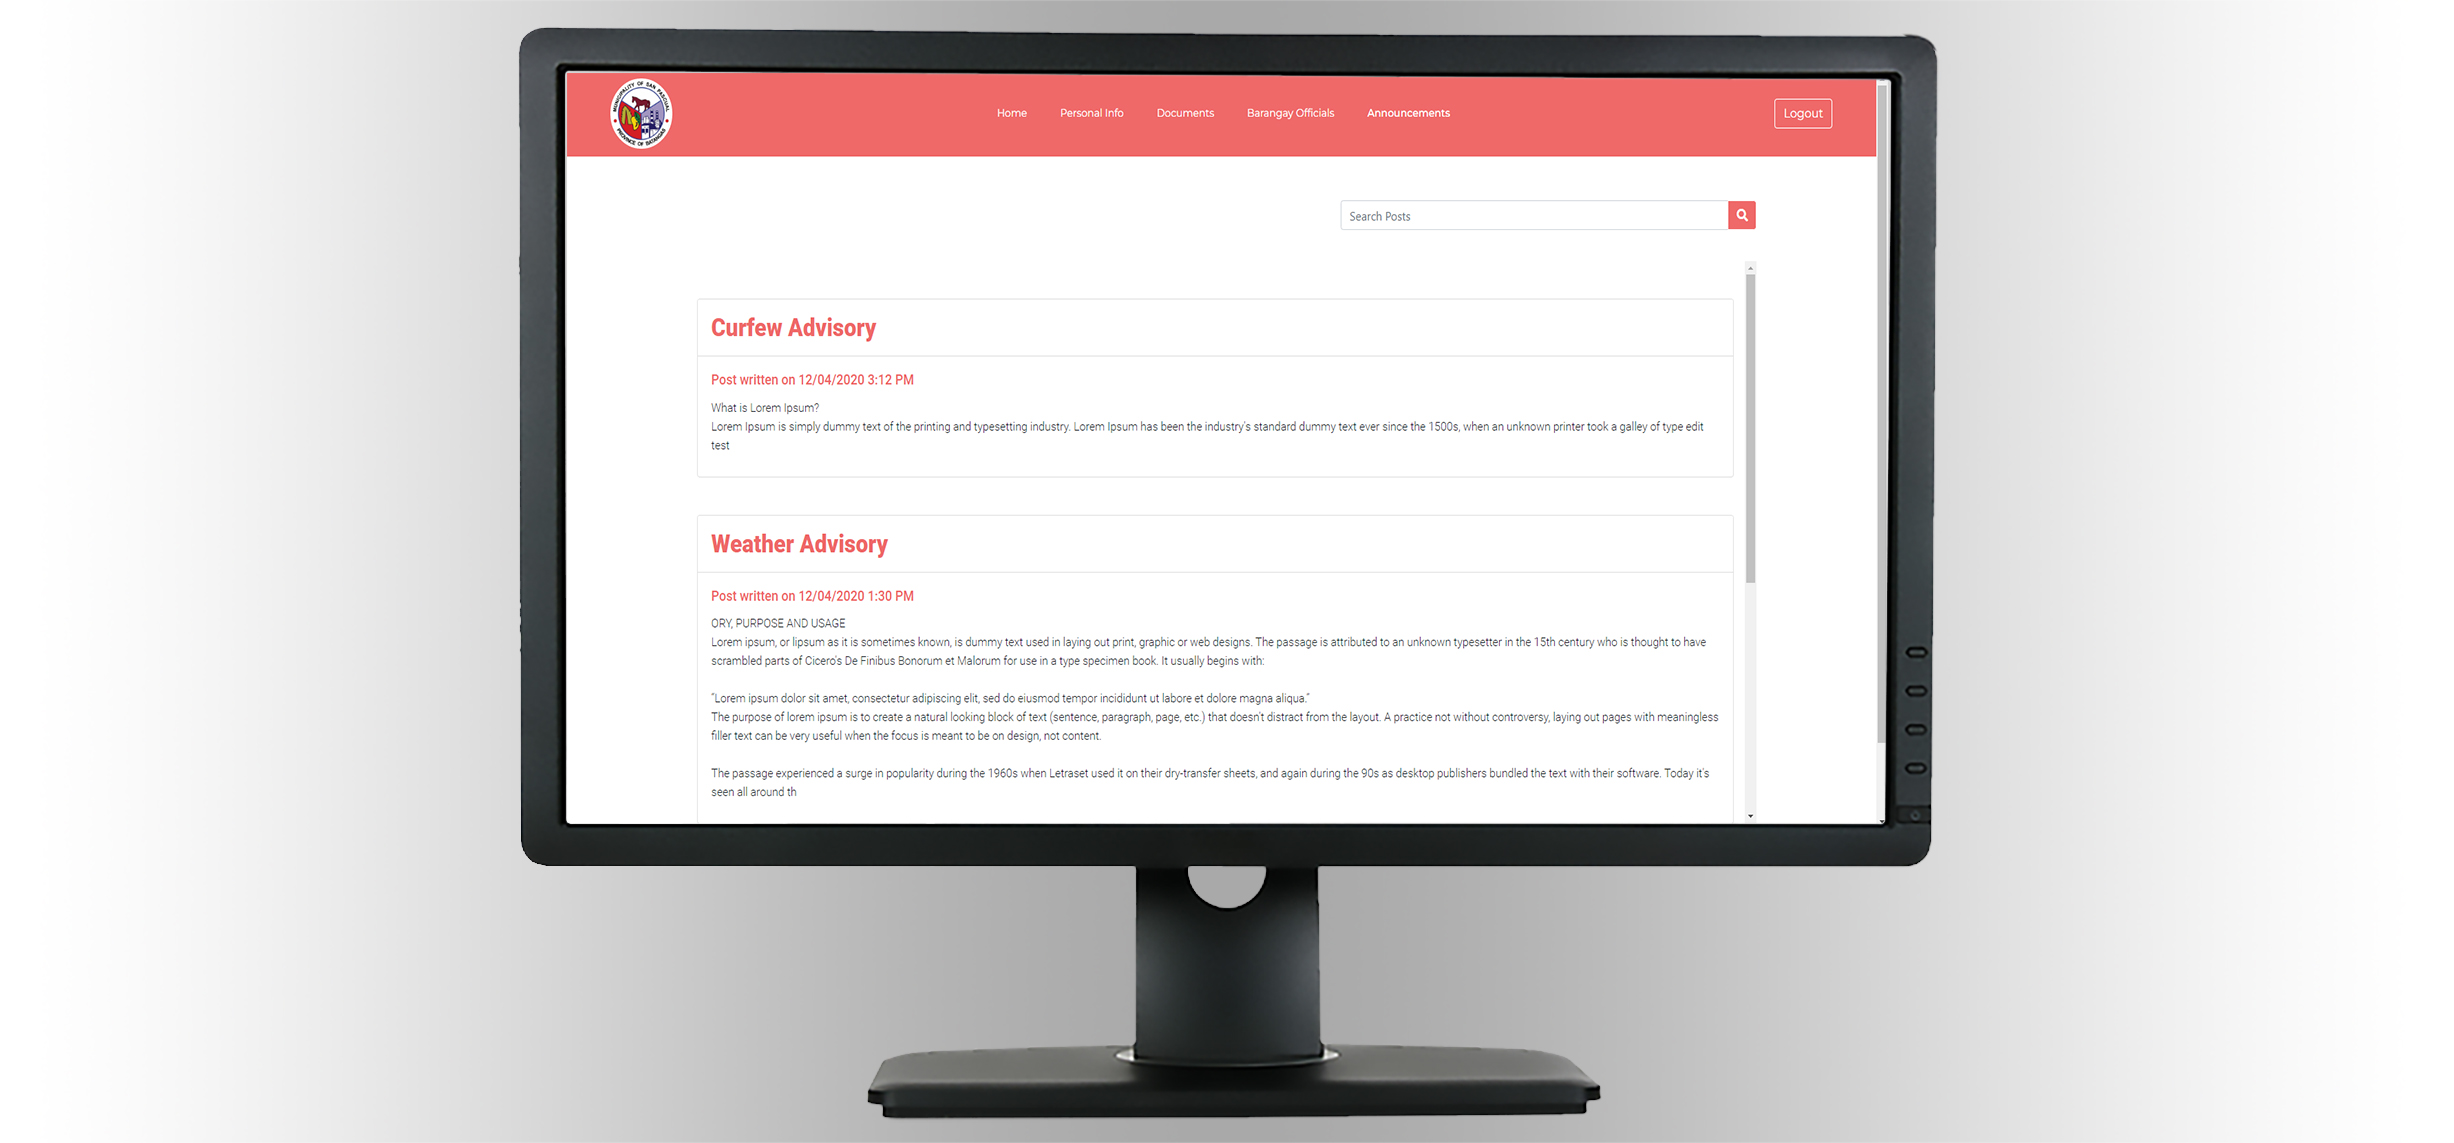 MUNICIPALITY OF SAN PASCUAL
PROVINCE OF BATANGAS
Home Personal Info Documents Barangay Officials Announcements Logout
Search Posts
Curfew Advisory
Post written on 12/04/2020 3:12 PM
What is Lorem Ipsum?
Lorem Ipsum is simply dummy text of the printing and typesetting industry. Lorem Ipsum has been the industry's standard dummy text ever since the 1500s, when an unknown printer took a galley of type edit
test
Weather Advisory
Post written on 12/04/2020 1:30 PM
ORY, PURPOSE AND USAGE
Lorem ipsum, or lipsum as it is sometimes known, is dummy text used in laying out print, graphic or web designs. The passage is attributed to an unknown typesetter in the 15th century who is thought to have
scrambled parts of Cicero's De Finibus Bonorum et Malorum for use in a type specimen book. It usually begins with:
“Lorem ipsum dolor sit amet, consectetur adipiscing elit, sed do eiusmod tempor incididunt ut labore et dolore magna aliqua.”
The purpose of lorem ipsum is to create a natural looking block of text (sentence, paragraph, page, etc.) that doesn't distract from the layout. A practice not without controversy, laying out pages with meaningless
filler text can be very useful when the focus is meant to be on design, not content.
The passage experienced a surge in popularity during the 1960s when Letraset used it on their dry-transfer sheets, and again during the 90s as desktop publishers bundled the text with their software. Today it's
seen all around th